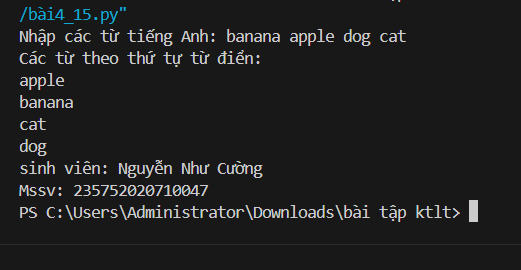 /bài4_15.py"
Nhập các từ tiếng Anh: banana apple dog cat
Các từ theo thứ tự từ điển:
apple
banana
cat
dog
sinh viên: Nguyễn Như Cường
Mssv: 235752020710047
PS C:\Users\Administrator\Downloads\bài tập ktlt>